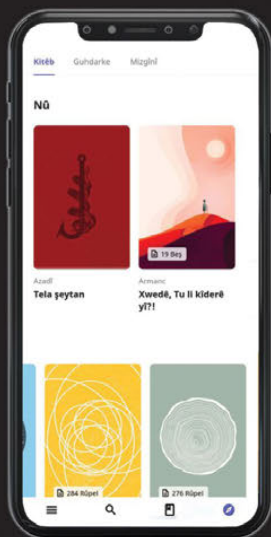 Kitêb Guhdarke Mizgînî
Nû
19 Beş
Azadî Armanc
Tela şeytan Xwedê, Tu li kîderê yî?!
284 Rûpel 276 Rûpel